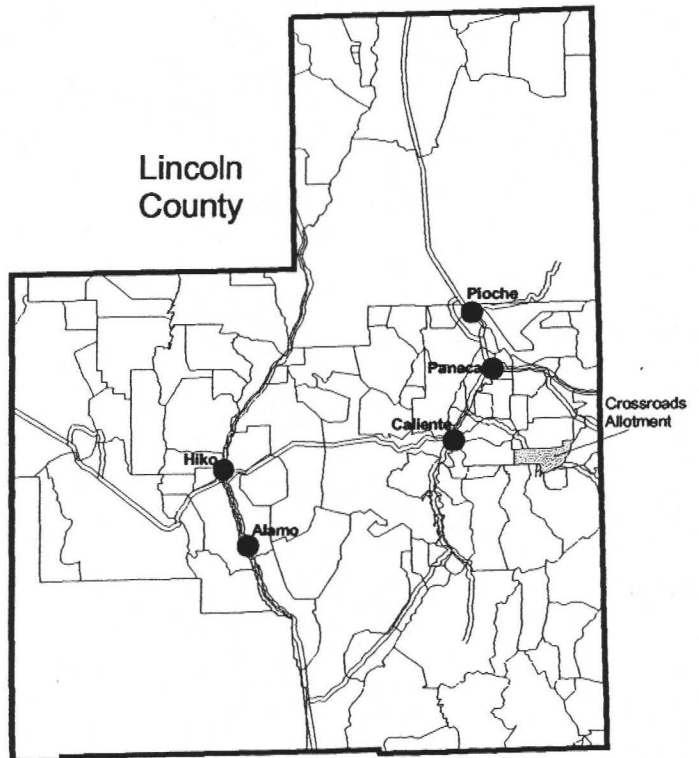 Lincoln
County
Pioche
Panaca
Caliente
Crossroads
Allotment
Hiko
Alamo